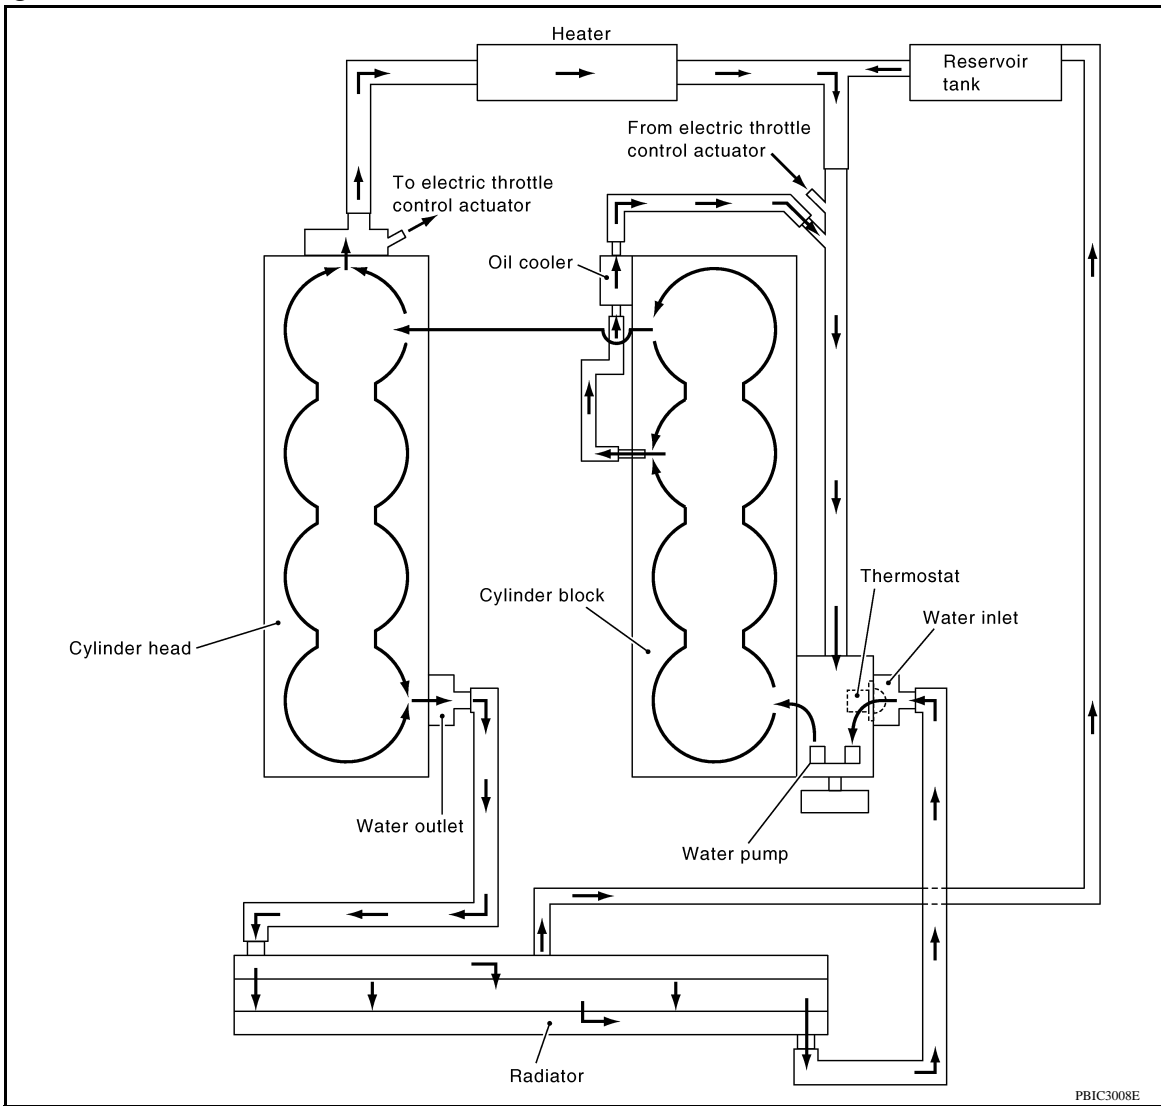 Heater
Reservoir
tank
From electric throttle
control actuator
To electric throttle
control actuator
Oil cooler
Thermostat
Cylinder block
Water inlet
Cylinder head
Water outlet
Water pump
Radiator
PBIC3008E